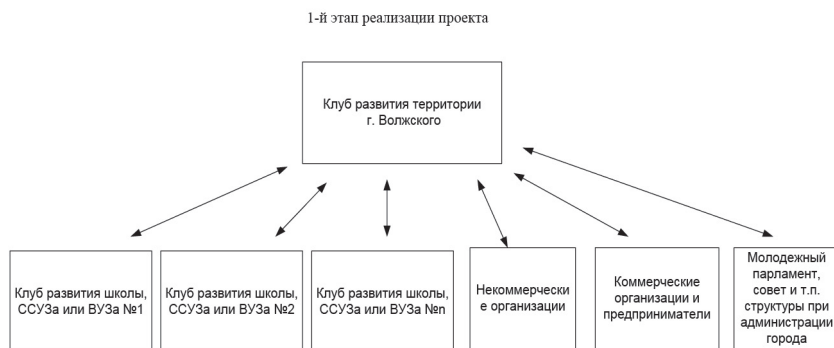 1-й этап реализации проекта
Клуб развития территории
г. Волжского
Клуб развития школы,
ССУЗа или ВУЗа №1
Клуб развития школы,
ССУЗа или ВУЗа №2
Клуб развития школы,
ССУЗа или ВУЗа №n
Некоммерчески
е организации
Коммерческие
организации и
предприниматели
Молодежный
парламент,
совет и т.п.
структуры при
администрации
города